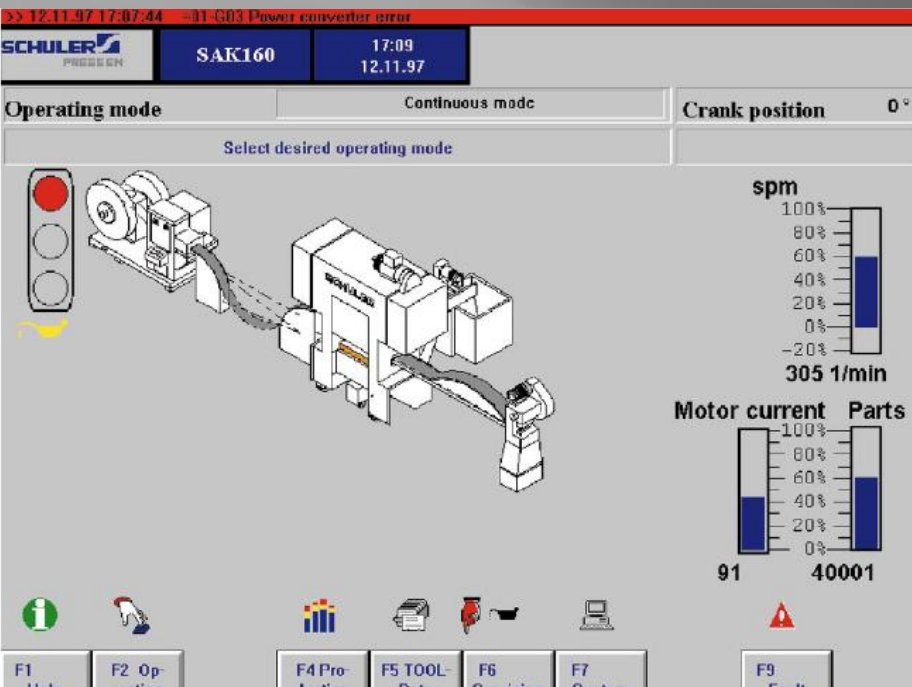 >> 12.11.97 17:07:44 =01-G03 Power converter error
SCHULER
PRESSEN
SAK160
17:09
12.11.97
Operating mode
Continuous mode
Crank position 0°
Select desired operating mode
SCHULER
spm
100%
80%
60%
40%
20%
0%
-20%
305 1/min
Motor current Parts
100%
80%
60%
40%
20%
0%
91 40001
F1
F2 Op-
F4 Pro-
F5 TOOL-
F6
F7
F9